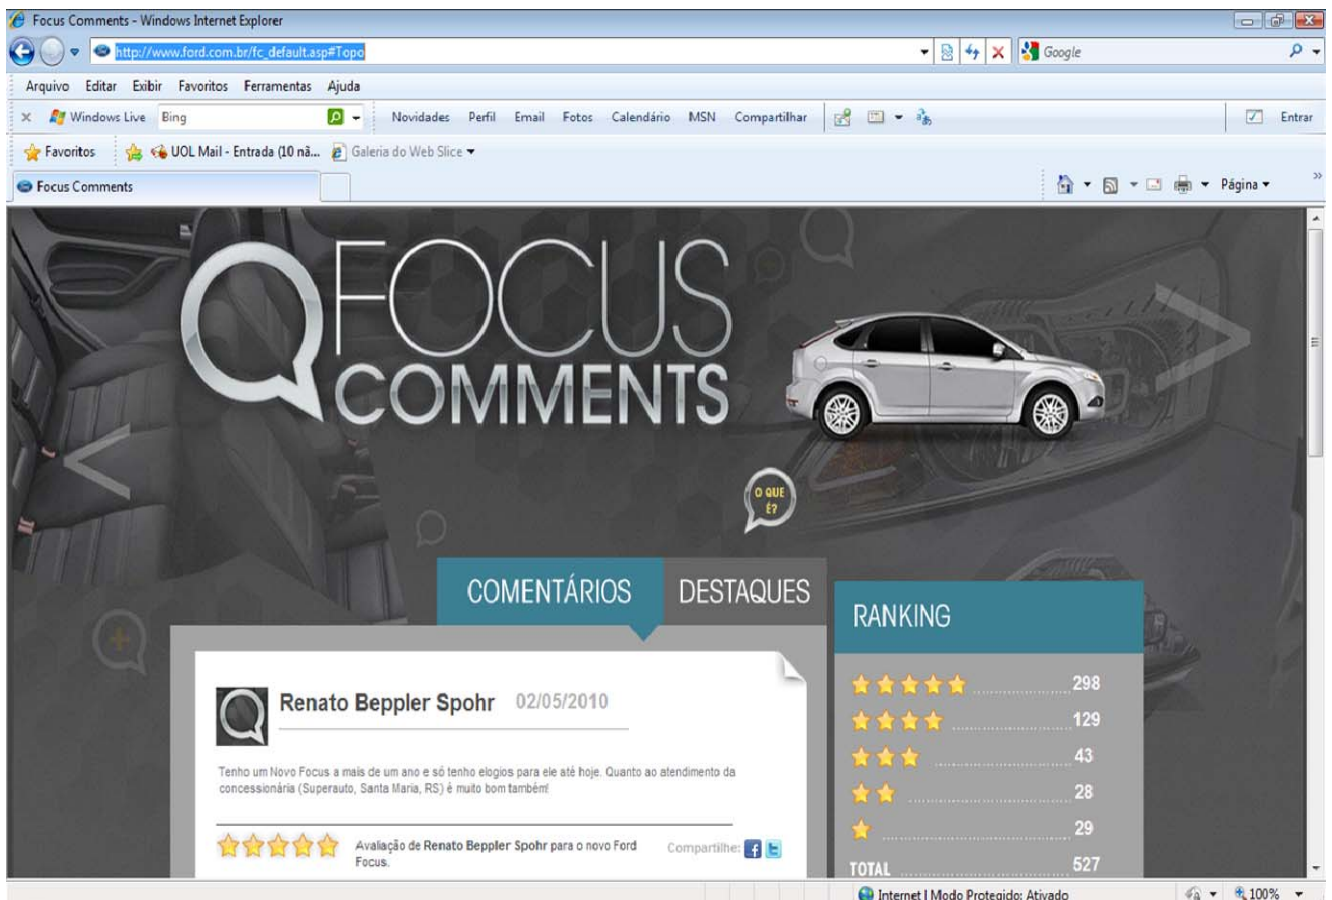 Focus Comments - Windows Internet Explorer
http://www.ford.com.br/fc_default.asp#Topo
Google
Arquivo Editar Exibir Favoritos Ferramentas Ajuda
Windows Live Bing Novidades Perfil Email Fotos Calendário MSN Compartilhar Entrar
Favoritos UOL Mail - Entrada (10 nã... Galeria do Web Slice
Focus Comments Página
FOCUS
COMMENTS
O QUE
É?
COMENTÁRIOS DESTAQUES
RANKING
Renato Beppler Spohr 02/05/2010
Tenho um Novo Focus a mais de um ano e só tenho elogios para ele até hoje. Quanto ao atendimento da
concessionária (Superauto, Santa Maria, RS) é muito bom também!
Avaliação de Renato Beppler Spohr para o novo Ford
Focus.
Compartilhe:
298
129
43
28
29
TOTAL 527
Internet | Modo Protegido: Ativado 100%